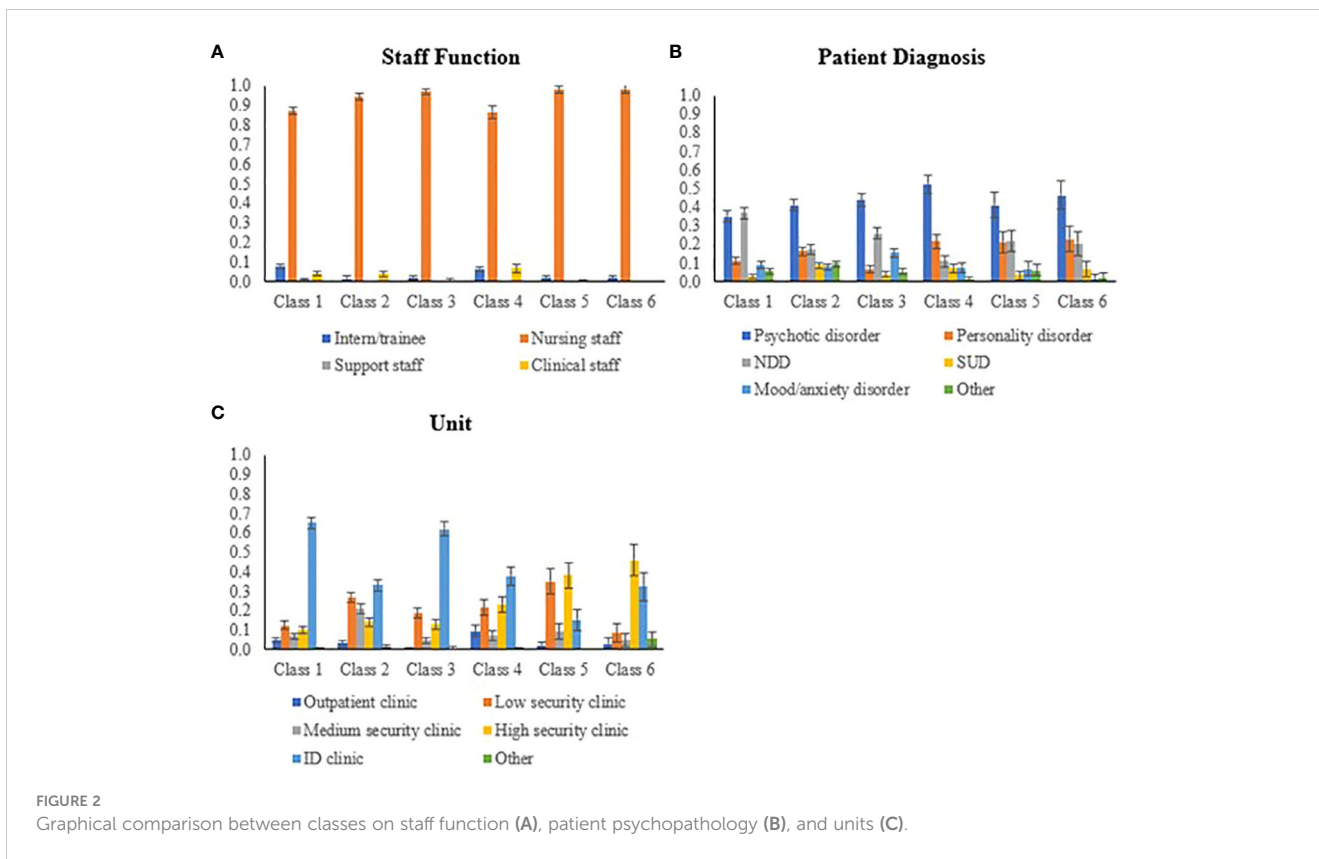 A
Staff Function
1.0
0.9
0.8
0.7
0.6
0.5
0.4
0.3
0.2
0.1
0.0
Class 1 Class 2 Class 3 Class 4 Class 5 Class 6
Intern/trainee Nursing staff
Support staff Clinical staff
B
Patient Diagnosis
1.0
0.9
0.8
0.7
0.6
0.5
0.4
0.3
0.2
0.1
0.0
Class 1 Class 2 Class 3 Class 4 Class 5 Class 6
Psychotic disorder Personality disorder
NDD SUD
Mood/anxiety disorder Other
C
Unit
1.0
0.9
0.8
0.7
0.6
0.5
0.4
0.3
0.2
0.1
0.0
Class 1 Class 2 Class 3 Class 4 Class 5 Class 6
Outpatient clinic Low security clinic
Medium security clinic High security clinic
ID clinic Other
FIGURE 2
Graphical comparison between classes on staff function (A), patient psychopathology (B), and units (C).